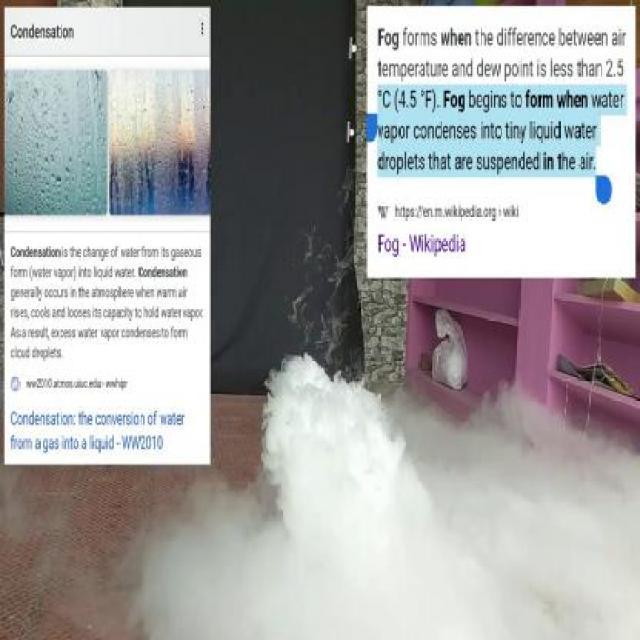 Condensation
Condensation is the change of water from its gaseous
form (water vapor) into liquid water. Condensation
generally occurs in the atmosphere when warm air
rises, cools and looses its capacity to hold water vapor.
As a result, excess water vapor condenses to form
cloud droplets.
ww2010.atmos.uiuc.edu › wwhlpr
Condensation: the conversion of water
from a gas into a liquid - WW2010
Fog forms when the difference between air
temperature and dew point is less than 2.5
°C (4.5 °F). Fog begins to form when water
vapor condenses into tiny liquid water
droplets that are suspended in the air.
W https://en.m.wikipedia.org › wiki
Fog - Wikipedia